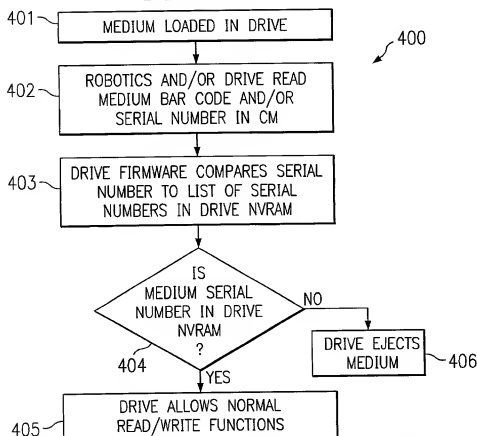 401
MEDIUM LOADED IN DRIVE
400
402
ROBOTICS AND/OR DRIVE READ
MEDIUM BAR CODE AND/OR
SERIAL NUMBER IN CM
403
DRIVE FIRMWARE COMPARES SERIAL
NUMBER TO LIST OF SERIAL
NUMBERS IN DRIVE NVRAM
IS
MEDIUM SERIAL
NUMBER IN DRIVE
NVRAM
?
404
NO
DRIVE EJECTS
MEDIUM
406
YES
405
DRIVE ALLOWS NORMAL
READ/WRITE FUNCTIONS